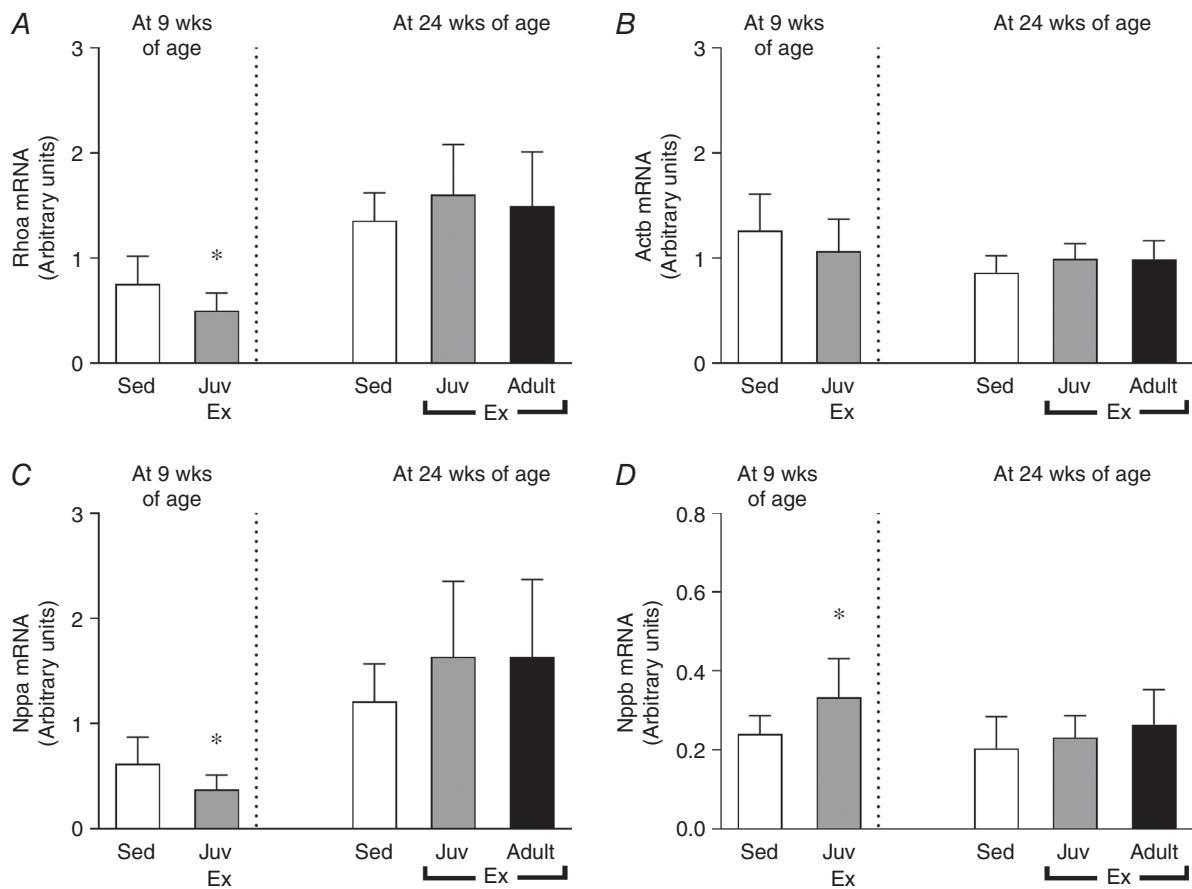 A
At 9 wks
of age
At 24 wks of age
3
2
1
0
Rhoa mRNA
(Arbitrary units)
*
Sed
Juv
Ex
Sed
Juv
Adult
Ex
B
At 9 wks
of age
At 24 wks of age
3
2
1
0
Actb mRNA
(Arbitrary units)
Sed
Juv
Ex
Sed
Juv
Adult
Ex
C
At 9 wks
of age
At 24 wks of age
3
2
1
0
Nppa mRNA
(Arbitrary units)
*
Sed
Juv
Ex
Sed
Juv
Adult
Ex
D
At 9 wks
of age
At 24 wks of age
0.8
0.6
0.4
0.2
0.0
Nppb mRNA
(Arbitrary units)
*
Sed
Juv
Ex
Sed
Juv
Adult
Ex